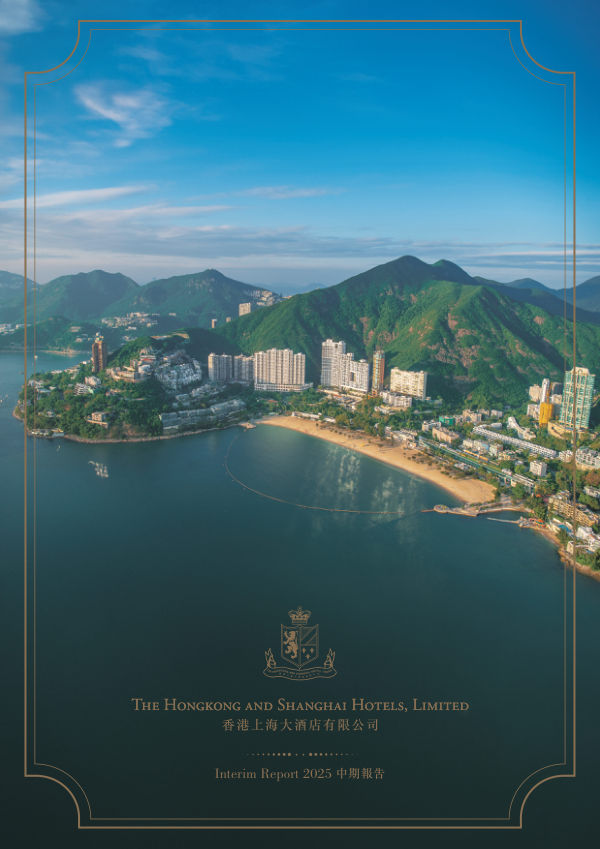 The Hongkong and Shanghai Hotels, Limited
香港上海大酒店有限公司
Interim Report 2025 中期報告